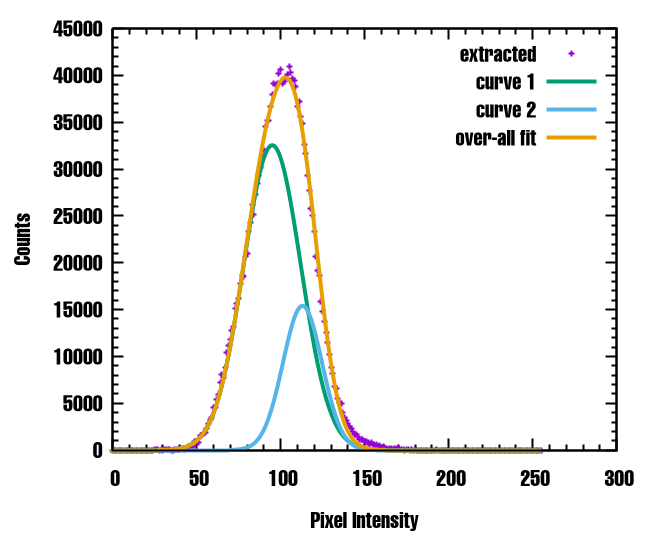 45000
40000
35000
30000
25000
20000
15000
10000
5000
0
0 50 100 150 200 250 300
Counts
Pixel Intensity
extracted
curve 1
curve 2
over-all fit